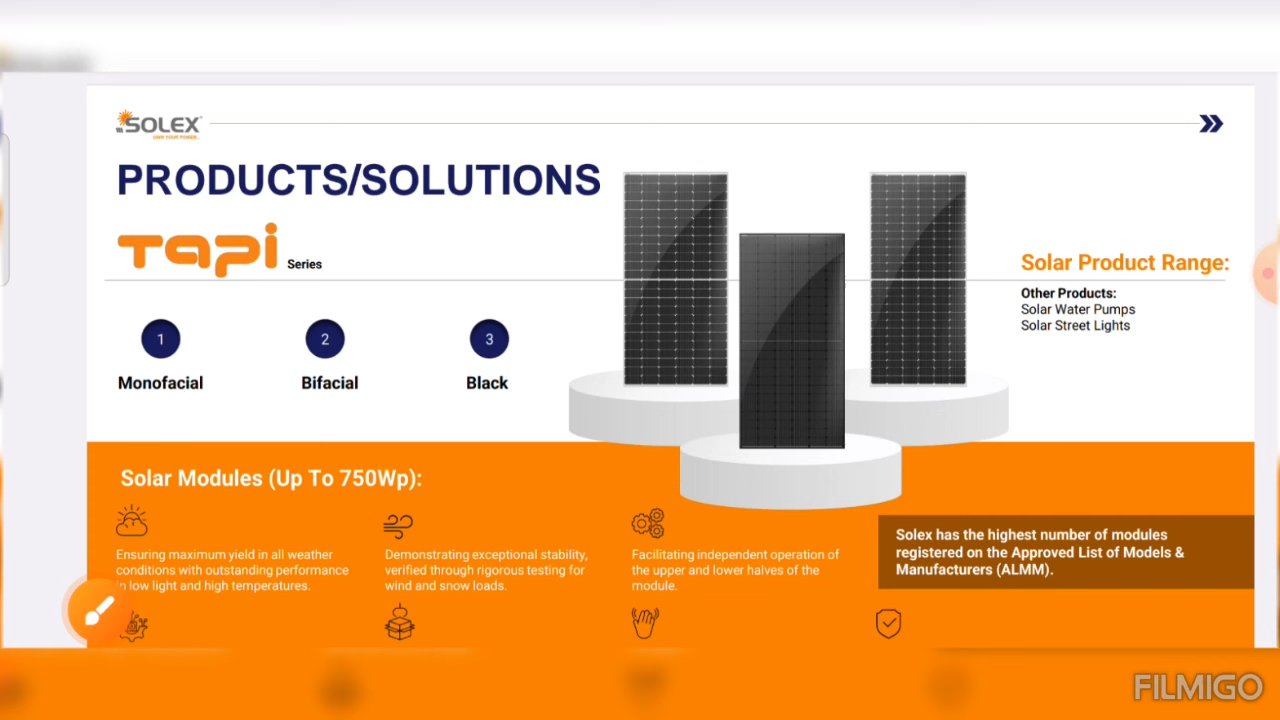 SOLEX
OWN YOUR POWER.
PRODUCTS/SOLUTIONS
Tapi Series
Solar Product Range:
Other Products:
Solar Water Pumps
Solar Street Lights
1
2
3
Monofacial
Bifacial
Black
Solar Modules (Up To 750Wp):
Ensuring maximum yield in all weather
conditions with outstanding performance
in low light and high temperatures.
Demonstrating exceptional stability,
verified through rigorous testing for
wind and snow loads.
Facilitating independent operation of
the upper and lower halves of the
module.
Solex has the highest number of modules
registered on the Approved List of Models &
Manufacturers (ALMM).
FILMIGO